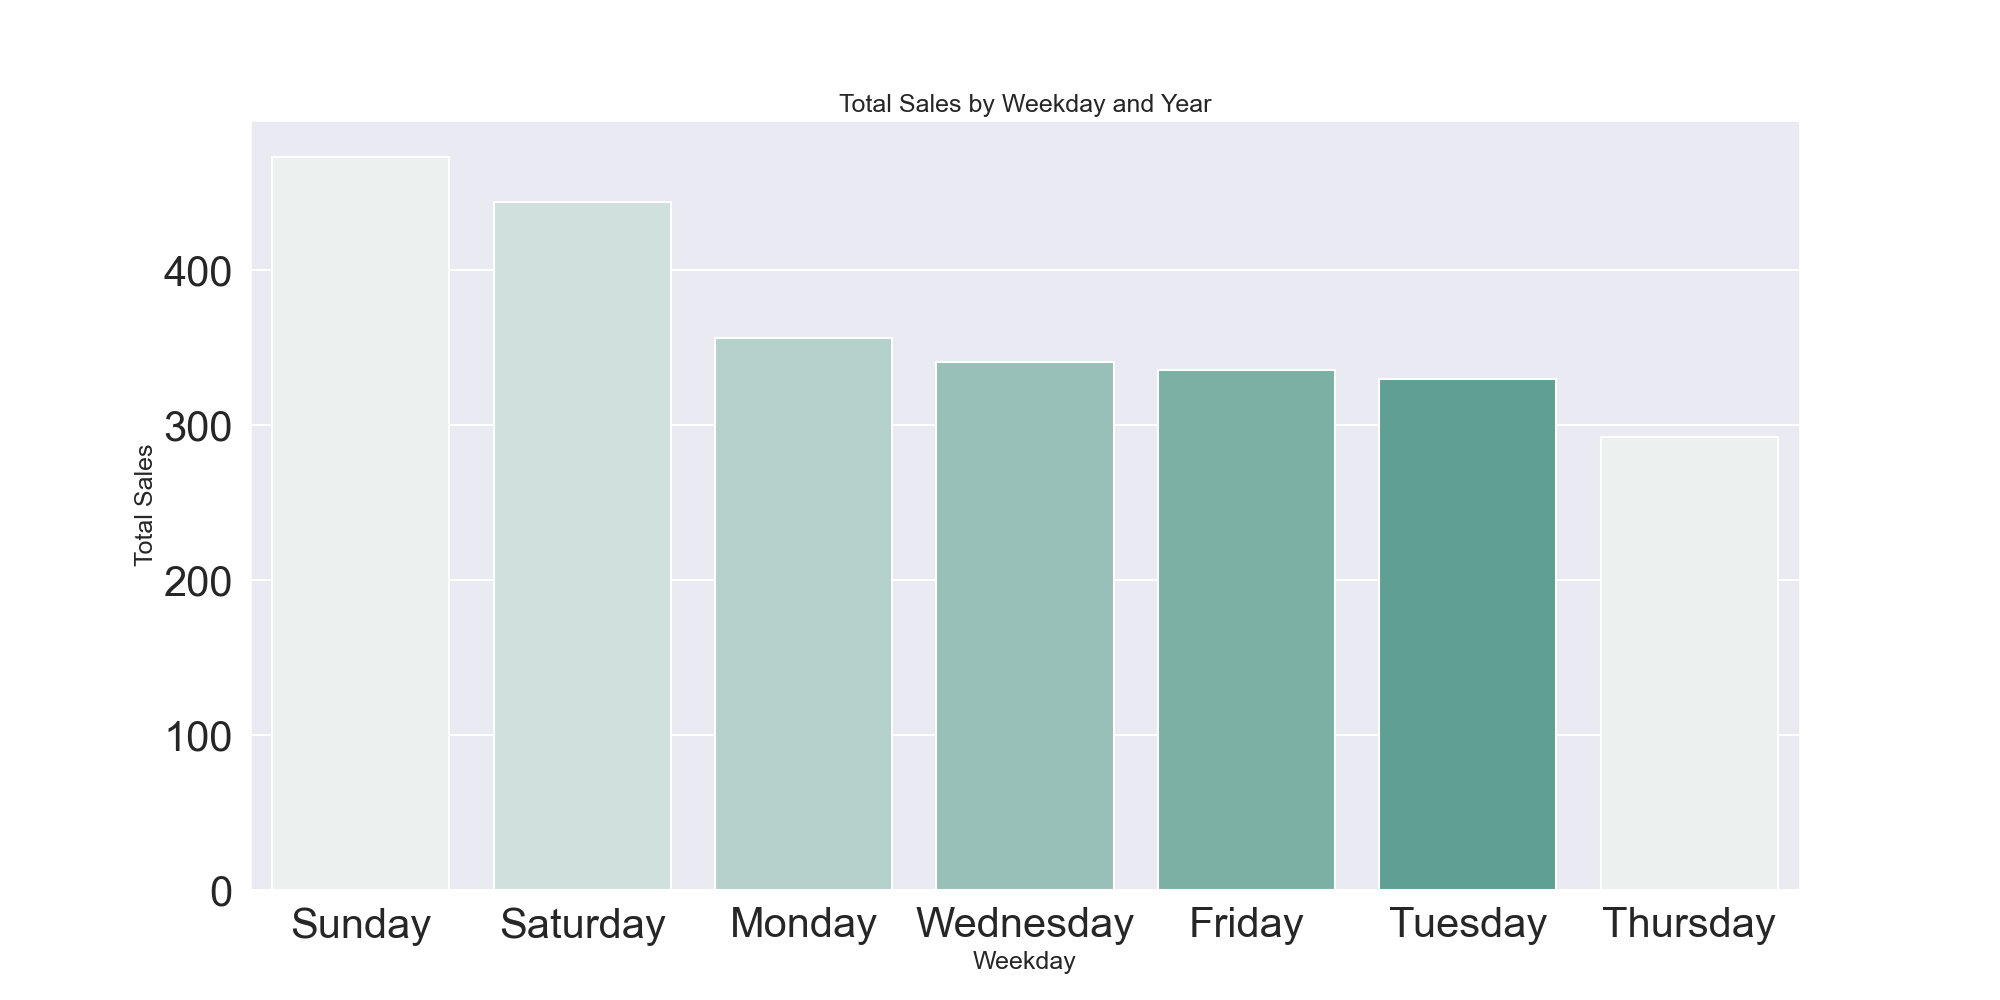 Total Sales by Weekday and Year
Total Sales
400
300
200
100
0
Sunday Saturday Monday Wednesday Friday Tuesday Thursday
Weekday